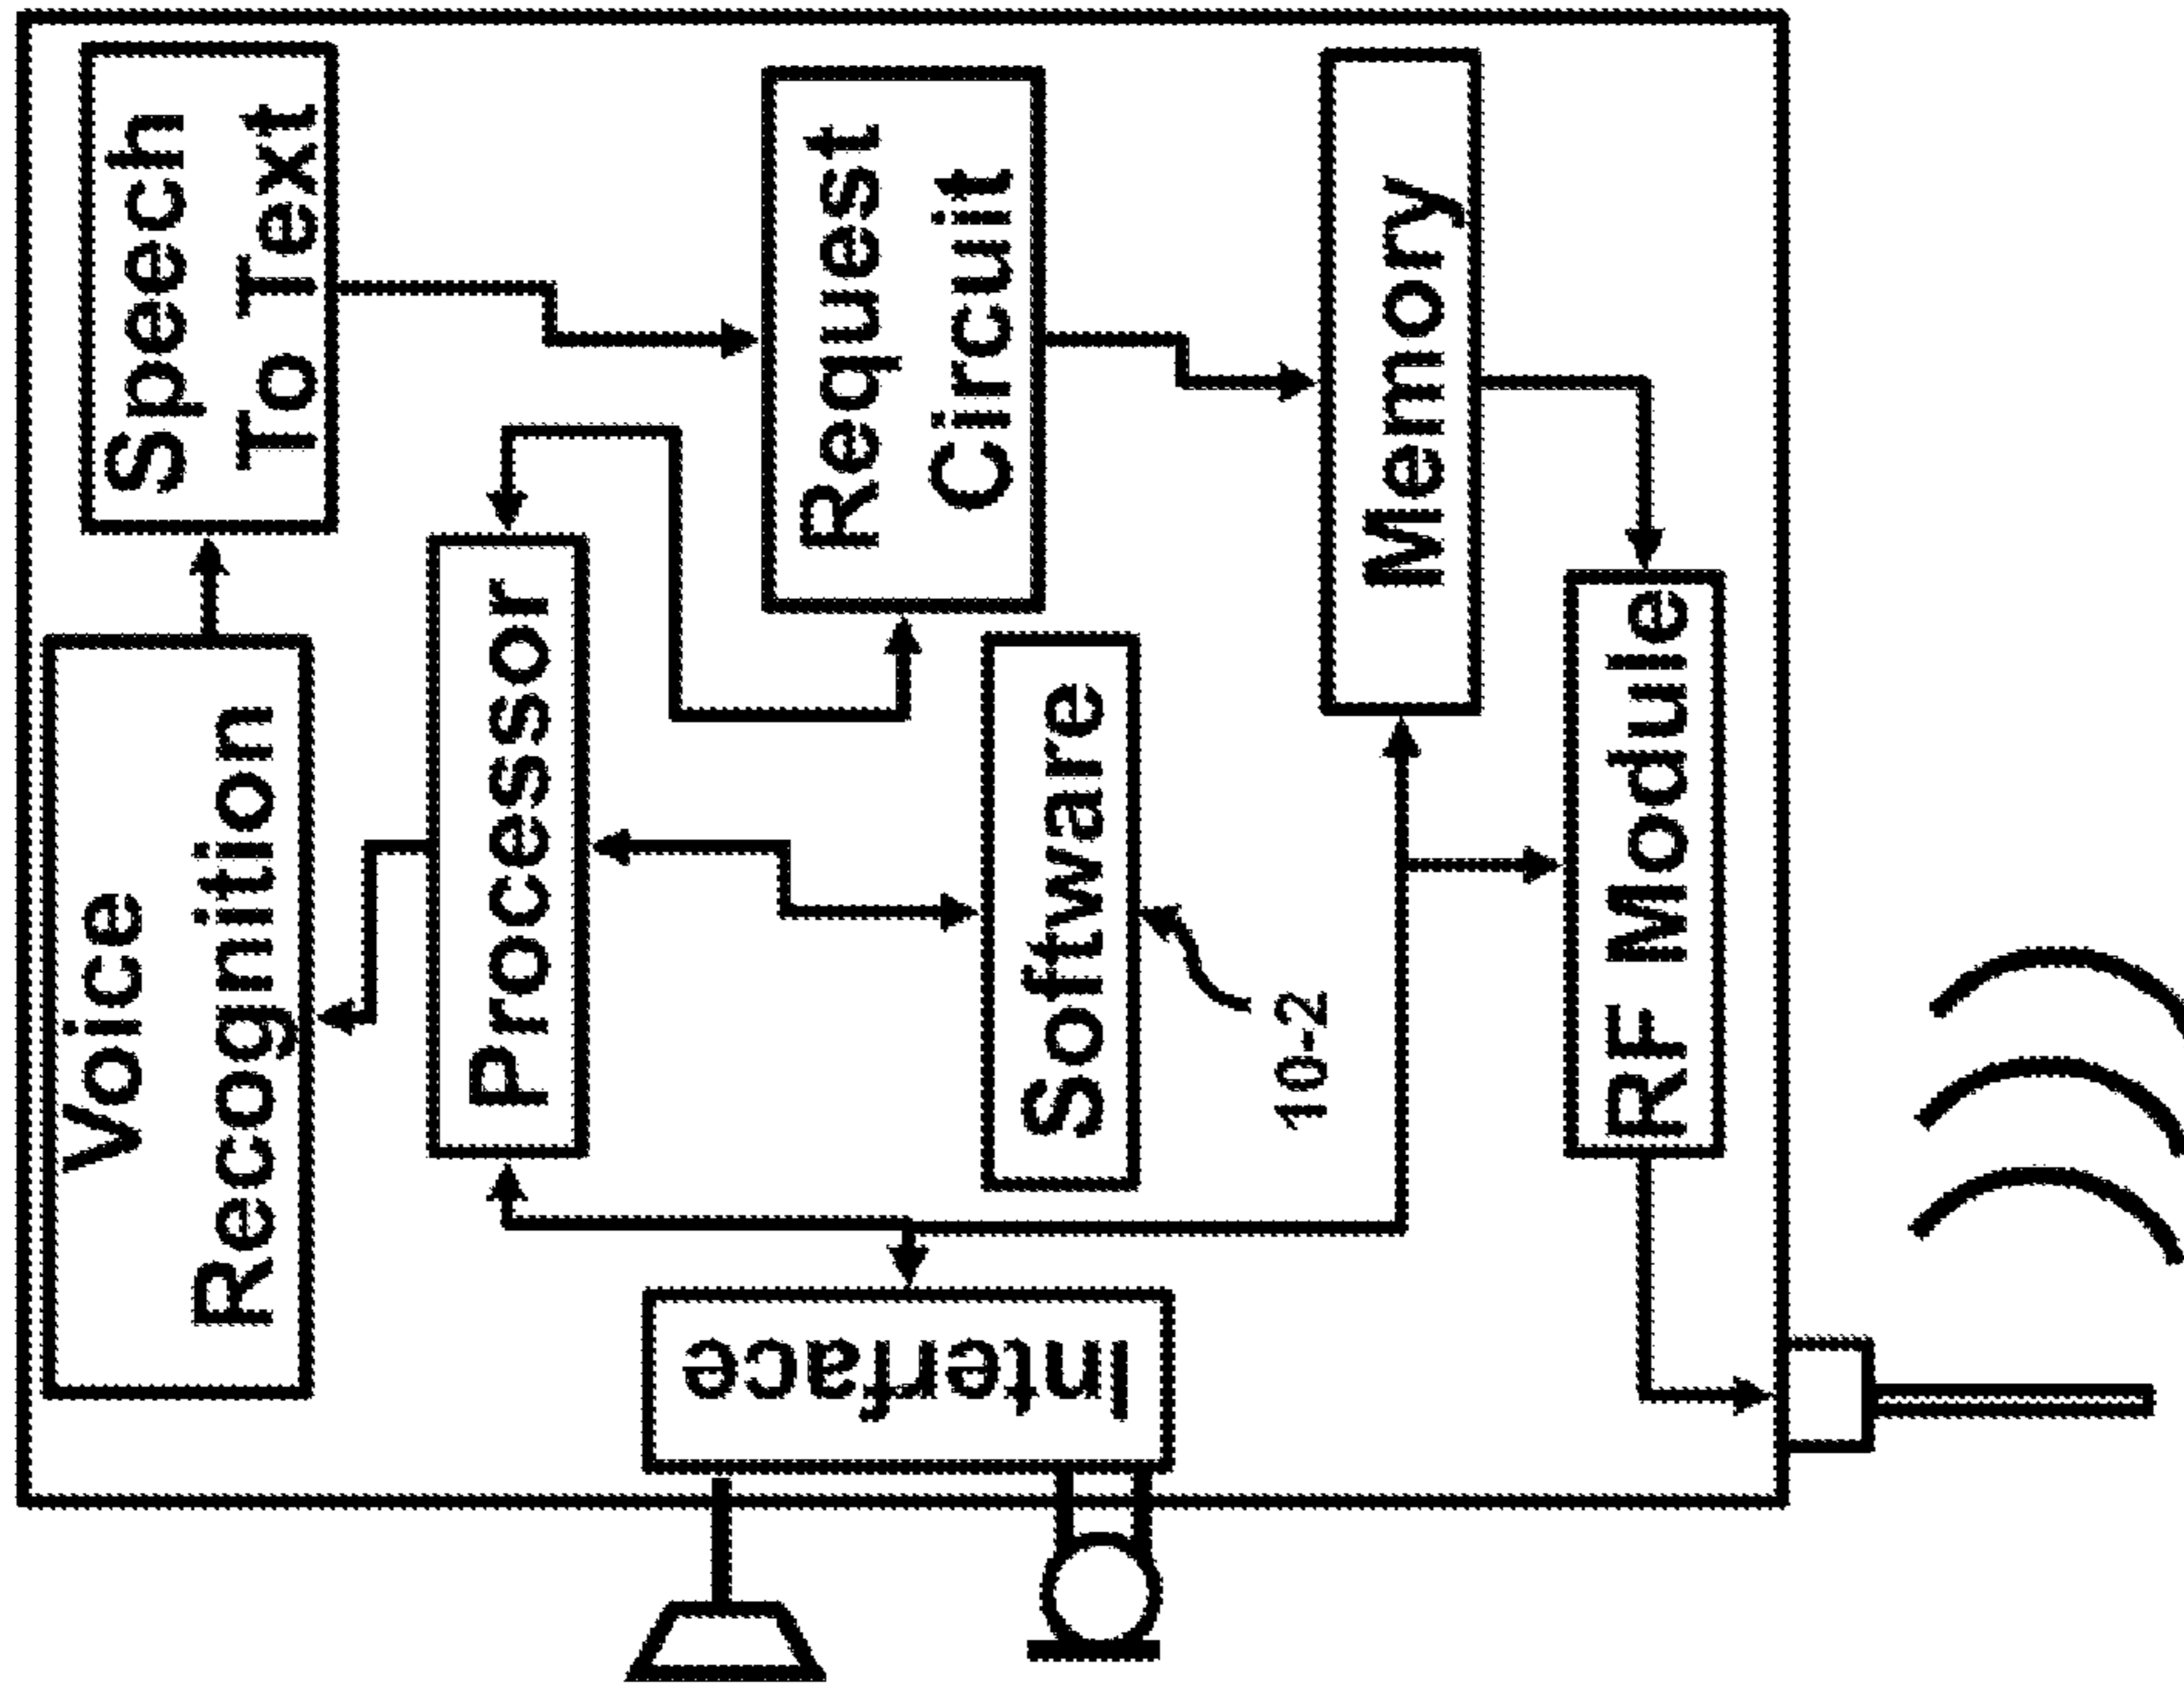 Voice
Recognition
Speech
To Text
Processor
Request
Circuit
Software
10-2
Memory
RF Module
Interface